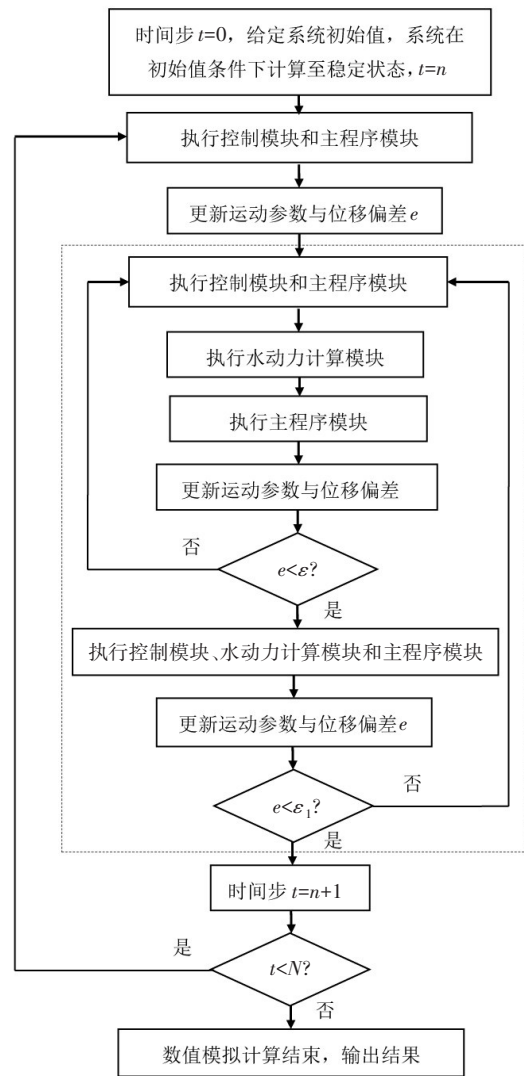 时间步t=0，给定系统初始值，系统在
初始值条件下计算至稳定状态，t=n
执行控制模块和主程序模块
更新运动参数与位移偏差e
执行控制模块和主程序模块
执行水动力计算模块
执行主程序模块
更新运动参数与位移偏差
否
e<ε?
是
执行控制模块、水动力计算模块和主程序模块
更新运动参数与位移偏差e
否
e<ε₁?
是
时间步t=n+1
是
t<N?
否
数值模拟计算结束，输出结果